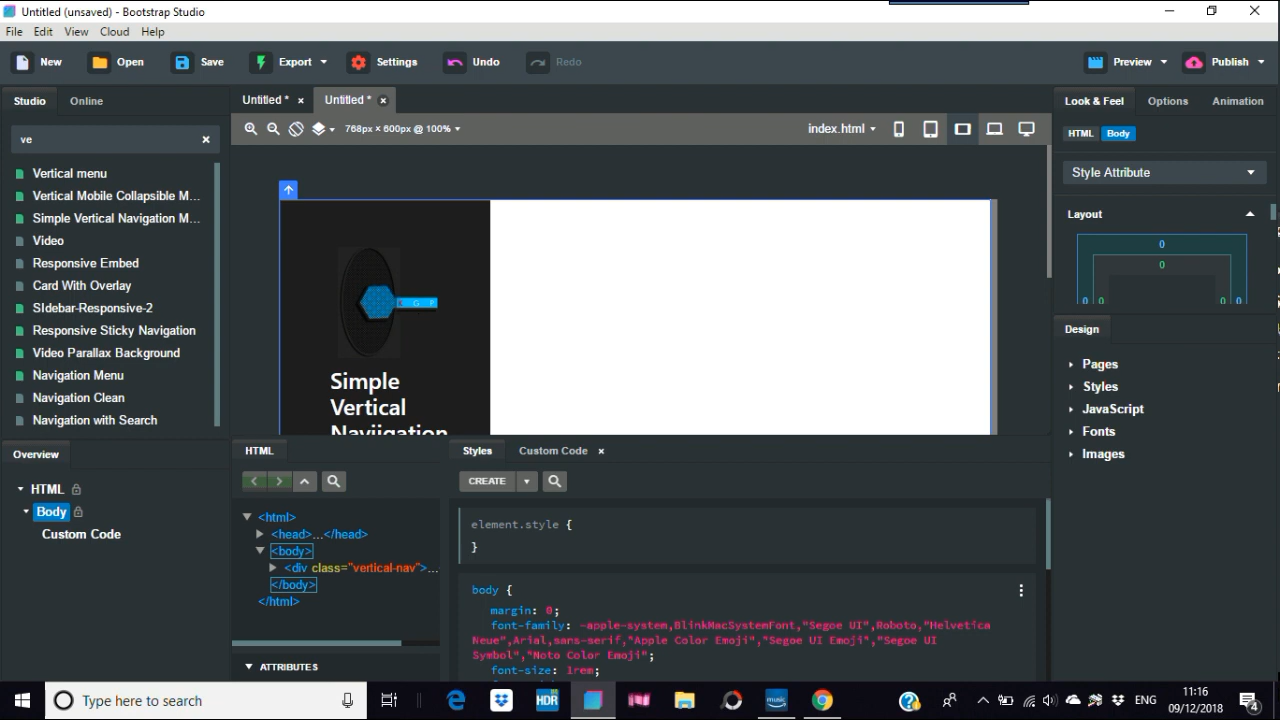 Untitled (unsaved) - Bootstrap Studio
File Edit View Cloud Help
New Open Save Export Settings Undo Redo Preview Publish
Studio Online
Untitled * × Untitled * ×
Look & Feel Options Animation
ve
768px × 600px @ 100%
index.html
HTML Body
Style Attribute
Layout
0
0
0 0 0 0
Vertical menu
Vertical Mobile Collapsible M...
Simple Vertical Navigation M...
Video
Responsive Embed
Card With Overlay
SIdebar-Responsive-2
Responsive Sticky Navigation
Video Parallax Background
Navigation Menu
Navigation Clean
Navigation with Search
G
Simple
Vertical
Naviigation
Design
Pages
Styles
JavaScript
Fonts
Images
Overview
HTML
Body
Custom Code
HTML
<html>
<head>...</head>
<body>
<div class="vertical-nav">...
</body>
</html>
ATTRIBUTES
Styles Custom Code ×
CREATE
element.style {
}
body {
margin: 0;
font-family: -apple-system,BlinkMacSystemFont,"Segoe UI",Roboto,"Helvetica
Neue",Arial,sans-serif,"Apple Color Emoji","Segoe UI Emoji","Segoe UI
Symbol","Noto Color Emoji";
font-size: 1rem;
Type here to search
HDR
music
ENG
11:16
09/12/2018
4